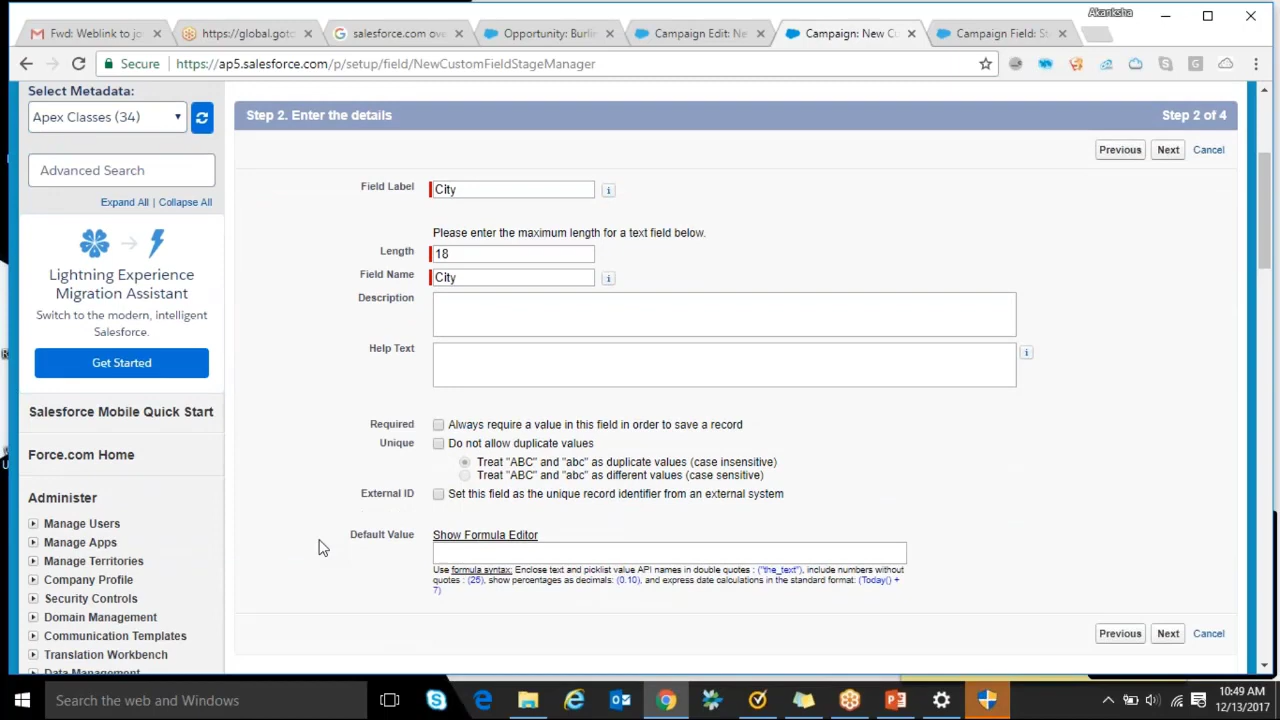 Akanksha
Fwd: Weblink to jo
https://global.goto
salesforce.com ove
Opportunity: Burlin
Campaign Edit: Ne
Campaign: New Cu
Campaign Field: St
Secure
https://ap5.salesforce.com/p/setup/field/NewCustomFieldStageManager
Select Metadata:
Apex Classes (34)
Advanced Search
Expand All | Collapse All
Lightning Experience
Migration Assistant
Switch to the modern, intelligent
Salesforce.
Get Started
Salesforce Mobile Quick Start
Force.com Home
Administer
Manage Users
Manage Apps
Manage Territories
Company Profile
Security Controls
Domain Management
Communication Templates
Translation Workbench
Data Management
Step 2. Enter the details
Step 2 of 4
Previous Next Cancel
Field Label City
Please enter the maximum length for a text field below.
Length 18
Field Name City
Description
Help Text
Required Always require a value in this field in order to save a record
Unique Do not allow duplicate values
Treat "ABC" and "abc" as duplicate values (case insensitive)
Treat "ABC" and "abc" as different values (case sensitive)
External ID Set this field as the unique record identifier from an external system
Default Value Show Formula Editor
Use formula syntax: Enclose text and picklist value API names in double quotes : ("the_text"), include numbers without
quotes : (25), show percentages as decimals: (0.10), and express date calculations in the standard format: (Today() +
7)
Previous Next Cancel
Search the web and Windows
10:49 AM
12/13/2017